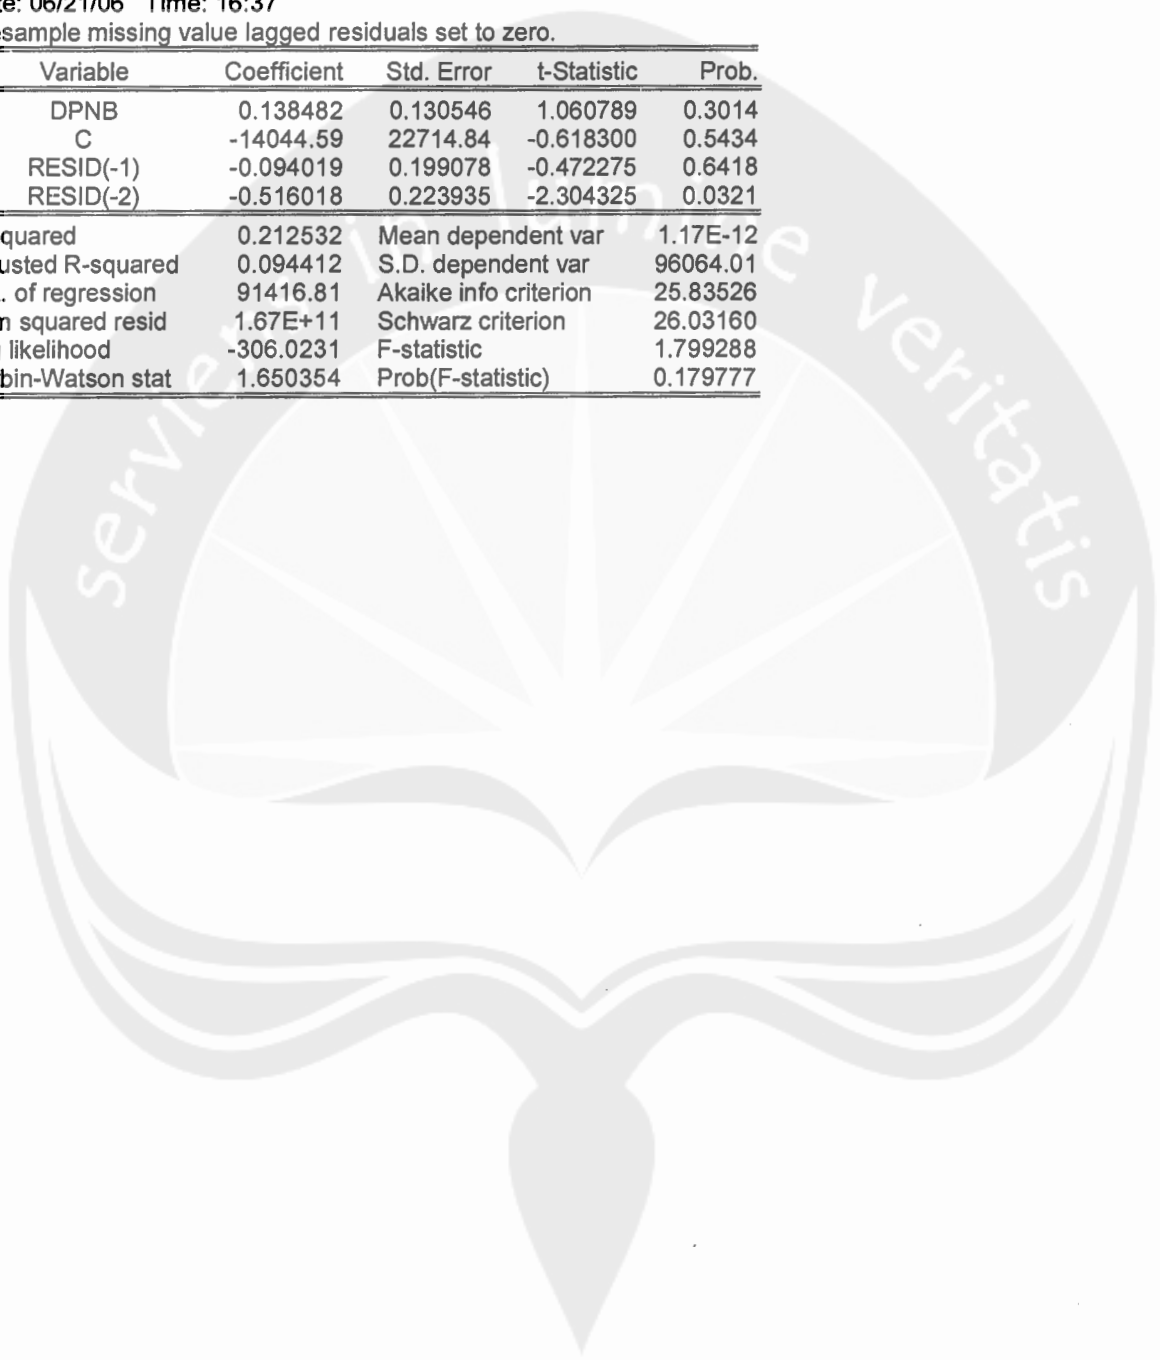 e: 06/21/06 Time: 16:37
sample missing value lagged residuals set to zero.
Variable Coefficient Std. Error t-Statistic Prob.
DPNB 0.138482 0.130546 1.060789 0.3014
C -14044.59 22714.84 -0.618300 0.5434
RESID(-1) -0.094019 0.199078 -0.472275 0.6418
RESID(-2) -0.516018 0.223935 -2.304325 0.0321
quared 0.212532 Mean dependent var 1.17E-12
usted R-squared 0.094412 S.D. dependent var 96064.01
. of regression 91416.81 Akaike info criterion 25.83526
n squared resid 1.67E+11 Schwarz criterion 26.03160
likelihood -306.0231 F-statistic 1.799288
bin-Watson stat 1.650354 Prob(F-statistic) 0.179777
serviens in lumine veritatis